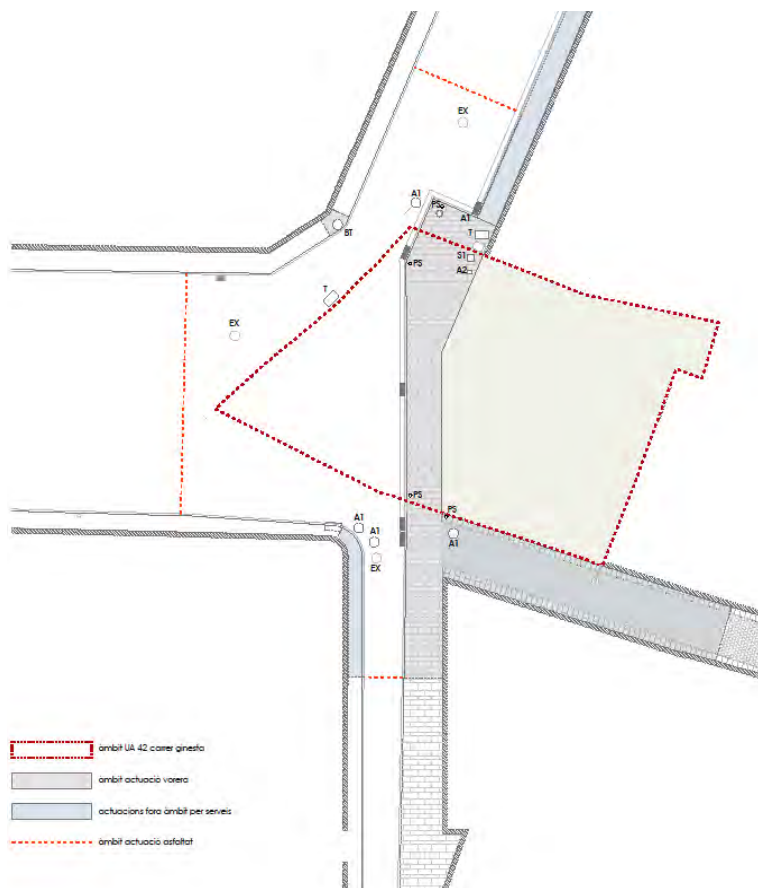 EX
A1
PS
A1
BT
T
S1
PS
A2
T
EX
PS
PS
A1
A1
A1
EX
àmbit UA 42 carrer ginesta
àmbit actuació vorera
actuacions fora àmbit per serveis
àmbit actuació asfaltat